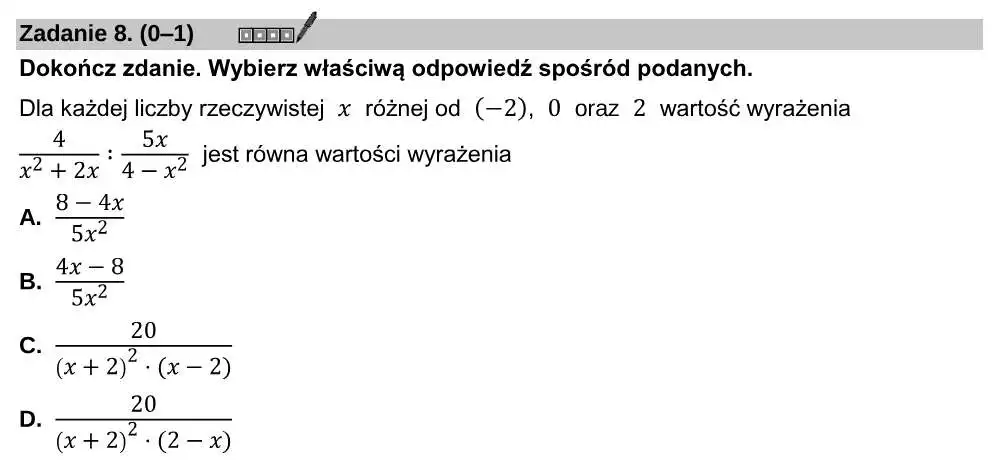 Zadanie 8. (0–1)
Dokończ zdanie. Wybierz właściwą odpowiedź spośród podanych.
Dla każdej liczby rzeczywistej x różnej od (−2), 0 oraz 2 wartość wyrażenia
4/(x² + 2x) : 5x/(4 − x²) jest równa wartości wyrażenia
A. (8 − 4x)/(5x²)
B. (4x − 8)/(5x²)
C. 20/((x + 2)² · (x − 2))
D. 20/((x + 2)² · (2 − x))